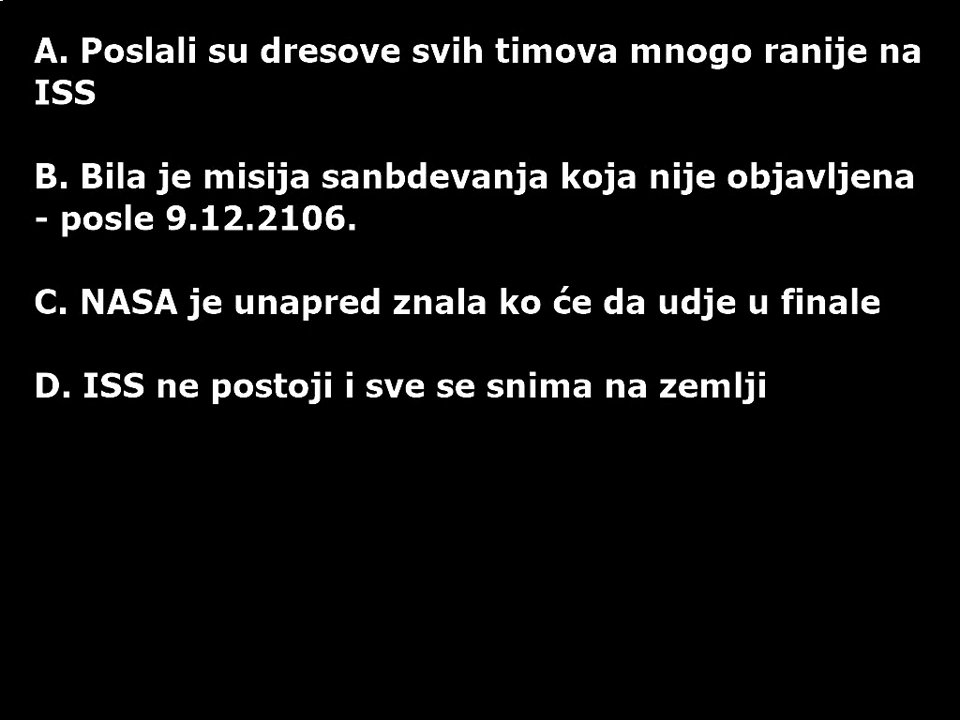 A. Poslali su dresove svih timova mnogo ranije na
ISS
B. Bila je misija sanbdevanja koja nije objavljena
- posle 9.12.2106.
C. NASA je unapred znala ko će da udje u finale
D. ISS ne postoji i sve se snima na zemlji